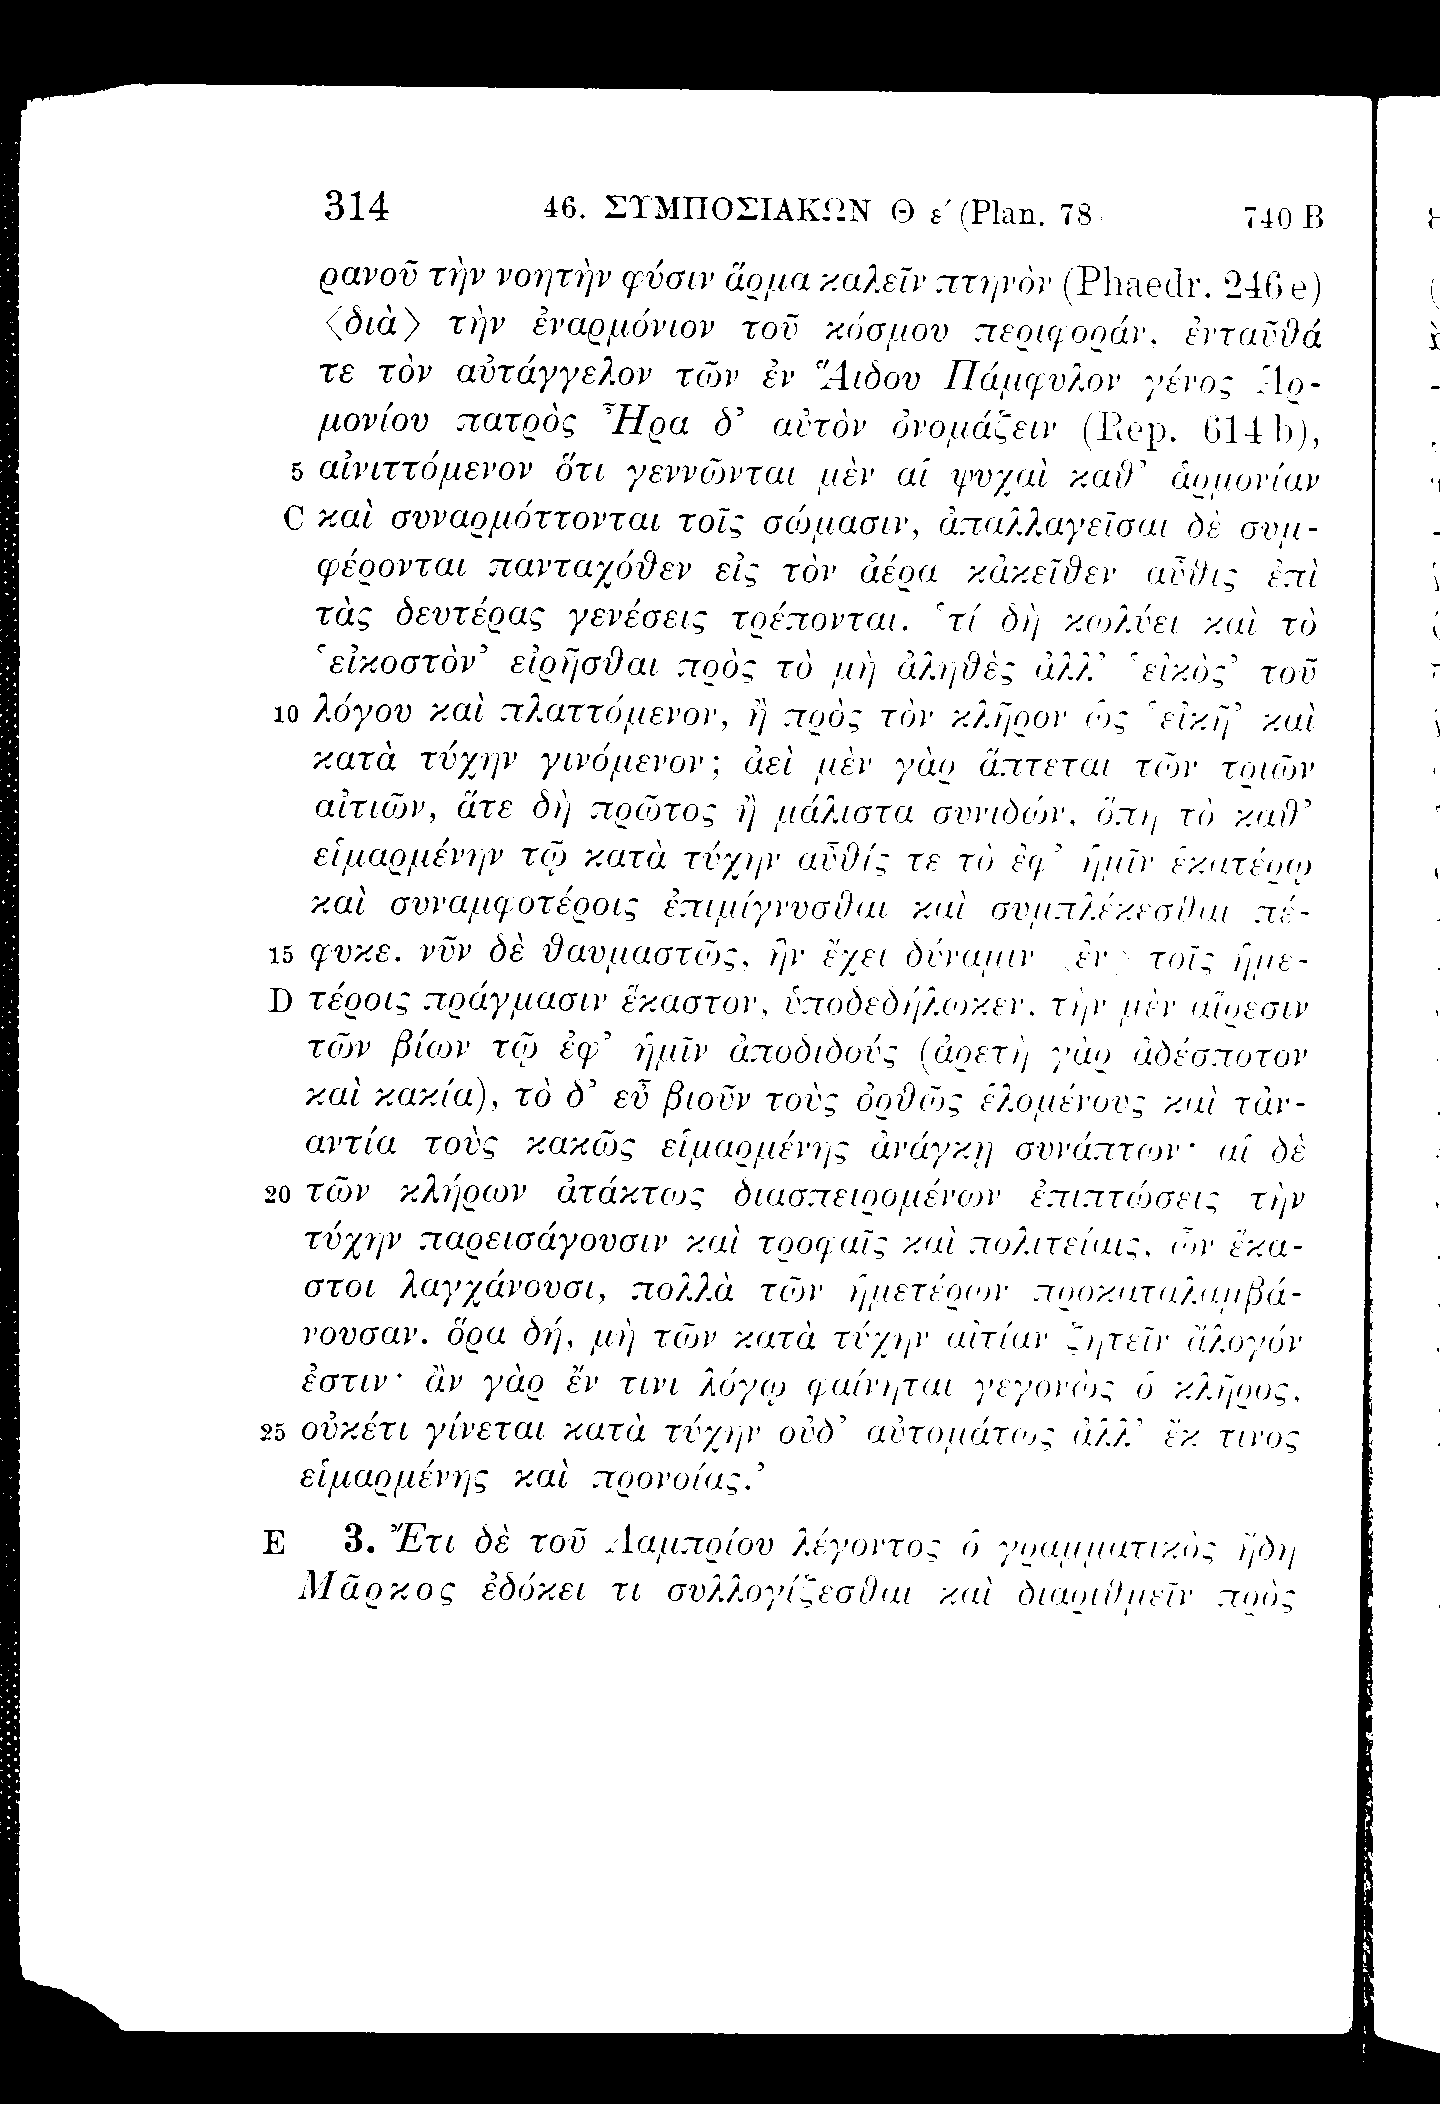 314 46. ΣΥΜΠΟΣΙΑΚΩΝ Θ ε´ (Plan. 78 740 B
ρανοῦ τὴν νοητὴν φύσιν ἅρμα καλεῖν πτηνὸν (Phaedr. 246 e)
〈διὰ〉 τὴν ἐναρμόνιον τοῦ κόσμου περιφοράν, ἐνταῦθά
τε τὸν αὐτάγγελον τῶν ἐν Ἅιδου Πάμφυλον γένος Ἁρ-
μονίου πατρὸς Ἦρα δ’ αὐτὸν ὀνομάζειν (Rep. 614 b),
5 αἰνιττόμενον ὅτι γεννῶνται μὲν αἱ ψυχαὶ καθ’ ἁρμονίαν
C καὶ συναρμόττονται τοῖς σώμασιν, ἀπαλλαγεῖσαι δὲ συμ-
φέρονται πανταχόθεν εἰς τὸν ἀέρα κἀκεῖθεν αὖθις ἐπὶ
τὰς δευτέρας γενέσεις τρέπονται. ‘τί δὴ κωλύει καὶ τὸ
‘εἰκοστὸν’ εἰρῆσθαι πρὸς τὸ μὴ ἀληθὲς ἀλλ’ ‘εἰκὸς’ τοῦ
10 λόγου καὶ πλαττόμενον, ἢ πρὸς τὸν κλῆρον ὡς ‘εἰκῆ’ καὶ
κατὰ τύχην γινόμενον; ἀεὶ μὲν γὰρ ἅπτεται τῶν τριῶν
αἰτιῶν, ἅτε δὴ πρῶτος ἢ μάλιστα συνιδών, ὅπη τὸ καθ’
εἱμαρμένην τῷ κατὰ τύχην αὖθίς τε τὸ ἐφ’ ἡμῖν ἑκατέρῳ
καὶ συναμφοτέροις ἐπιμίγνυσθαι καὶ συμπλέκεσθαι πέ-
15 φυκε. νῦν δὲ θαυμαστῶς, ἣν ἔχει δύναμιν 〈ἐν〉 τοῖς ἡμε-
D τέροις πράγμασιν ἕκαστον, ὑποδεδήλωκεν, τὴν μὲν αἵρεσιν
τῶν βίων τῷ ἐφ’ ἡμῖν ἀποδιδούς (ἀρετὴ γὰρ ἀδέσποτον
καὶ κακία), τὸ δ’ εὖ βιοῦν τοὺς ὀρθῶς ἑλομένους καὶ τἀν-
αντία τοὺς κακῶς εἱμαρμένης ἀνάγκῃ συνάπτων· αἱ δὲ
20 τῶν κλήρων ἀτάκτως διασπειρομένων ἐπιπτώσεις τὴν
τύχην παρεισάγουσιν καὶ τροφαῖς καὶ πολιτείαις, ὧν ἕκα-
στοι λαγχάνουσι, πολλὰ τῶν ἡμετέρων προκαταλαμβά-
νουσαν. ὅρα δή, μὴ τῶν κατὰ τύχην αἰτίαν ζητεῖν ἄλογόν
ἐστιν· ἂν γὰρ ἔν τινι λόγῳ φαίνηται γεγονὼς ὁ κλῆρος,
25 οὐκέτι γίνεται κατὰ τύχην οὐδ’ αὐτομάτως ἀλλ’ ἔκ τινος
εἱμαρμένης καὶ προνοίας.’
E 3. Ἔτι δὲ τοῦ Λαμπρίου λέγοντος ὁ γραμματικὸς ἤδη
Μᾶρκος ἐδόκει τι συλλογίζεσθαι καὶ διαριθμεῖν πρὸς